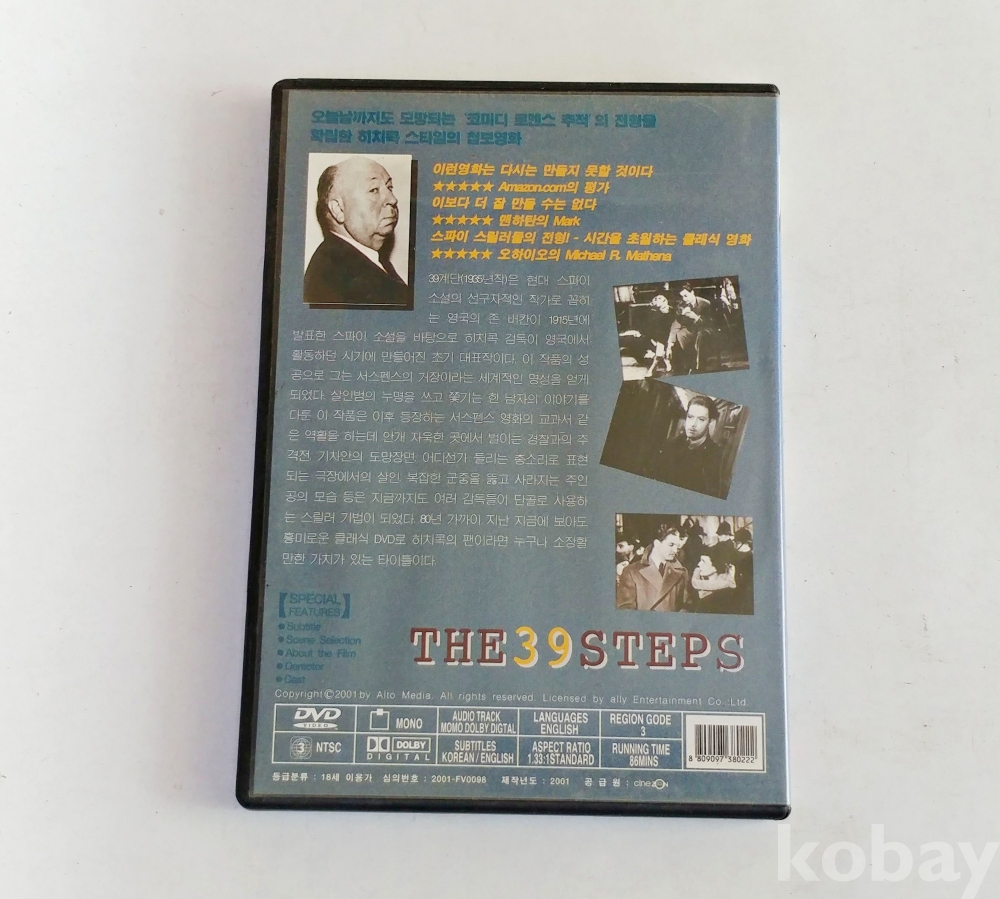 오늘날까지도 모방되는 '코미디 로멘스 추적'의 전형을
확립한 히치콕 스타일의 첩보영화
이런영화는 다시는 만들지 못할 것이다
★★★★★ Amazon.com의 평가
이보다 더 잘 만들 수는 없다
★★★★★ 맨하탄의 Mark
스파이 스릴러물의 전형! - 시간을 초월하는 클래식 영화
★★★★★ 오하이오의 Michael R. Mathena
39계단(1935년작)은 현대 스파이
소설의 선구자적인 작가로 꼽히
는 영국의 존 버칸이 1915년에
발표한 스파이 소설을 바탕으로 히치콕 감독이 영국에서
활동하던 시기에 만들어진 초기 대표작이다. 이 작품의 성
공으로 그는 서스펜스의 거장이라는 세계적인 명성을 얻게
되었다. 살인범의 누명을 쓰고 쫓기는 한 남자의 이야기를
다룬 이 작품은 이후 등장하는 서스펜스 영화의 교과서 같
은 역활을 하는데 안개 자욱한 곳에서 벌이는 경찰과의 추
격전, 기차안의 도망장면, 어디선가 들리는 총소리로 표현
되는 극장에서의 살인, 복잡한 군중을 뚫고 사라지는 주인
공의 모습 등은 지금까지도 여러 감독들이 단골로 사용하
는 스릴러 기법이 되었다. 80년 가까이 지난 지금에 보아도
흥미로운 클래식 DVD로 히치콕의 팬이라면 누구나 소장할
만한 가치가 있는 타이틀이다.
[SPECIAL FEATURES]
● Subtitle
● Scene Selection
● About the Film
● Derector
● Cast
THE 39 STEPS
Copyright©2001 by Alto Media. All rights reserved. Licensed by ally Entertainment Co.,Ltd.
DVD VIDEO
MONO
AUDIO TRACK
MOMO DOLBY DIGTAL
LANGUAGES
ENGLISH
REGION GODE
3
3 NTSC
DOLBY DIGITAL
SUBTITLES
KOREAN / ENGLISH
ASPECT RATIO
1.33:1STANDARD
RUNNING TIME
86MINS
8 809097 380222
등급분류 : 18세 이용가 심의번호 : 2001-FV0098 제작년도 : 2001 공 급 원 : cinezON
kobay